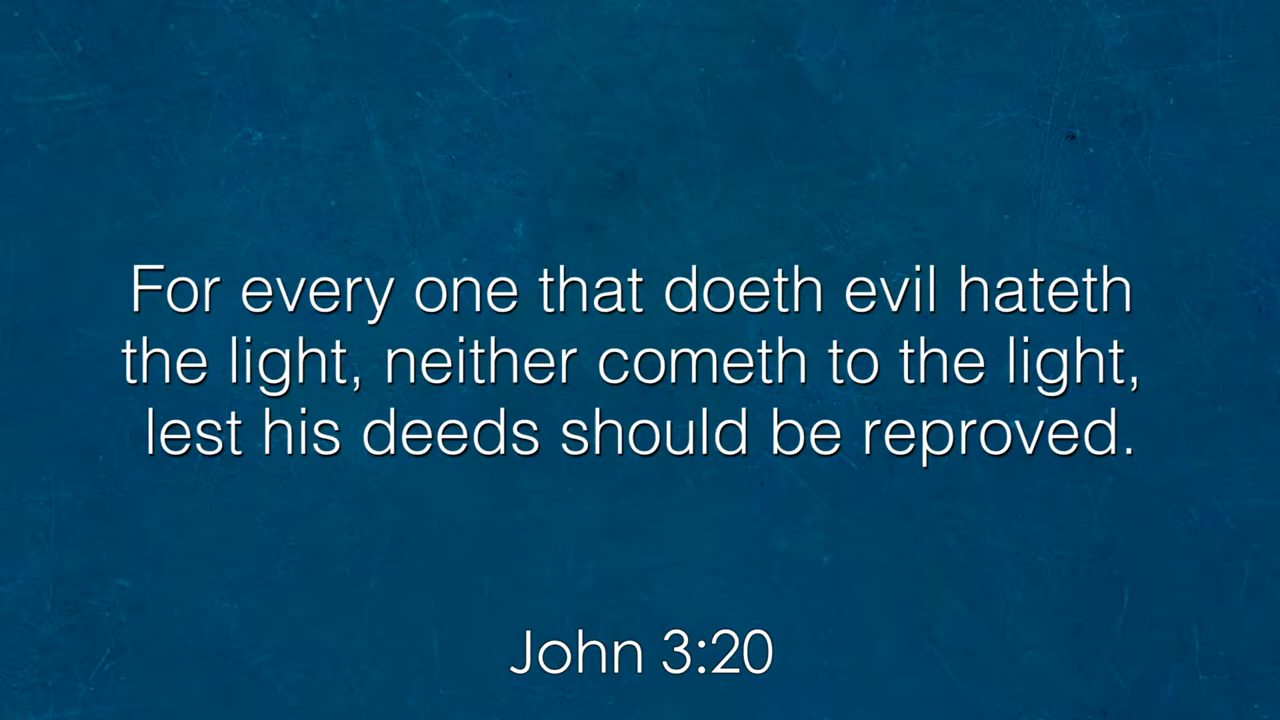 For every one that doeth evil hateth
the light, neither cometh to the light,
lest his deeds should be reproved.
John 3:20